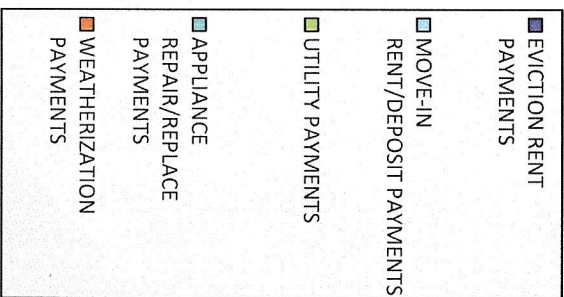 EVICTION RENT
PAYMENTS
MOVE-IN
RENT/DEPOSIT PAYMENTS
UTILITY PAYMENTS
APPLIANCE
REPAIR/REPLACE
PAYMENTS
WEATHERIZATION
PAYMENTS